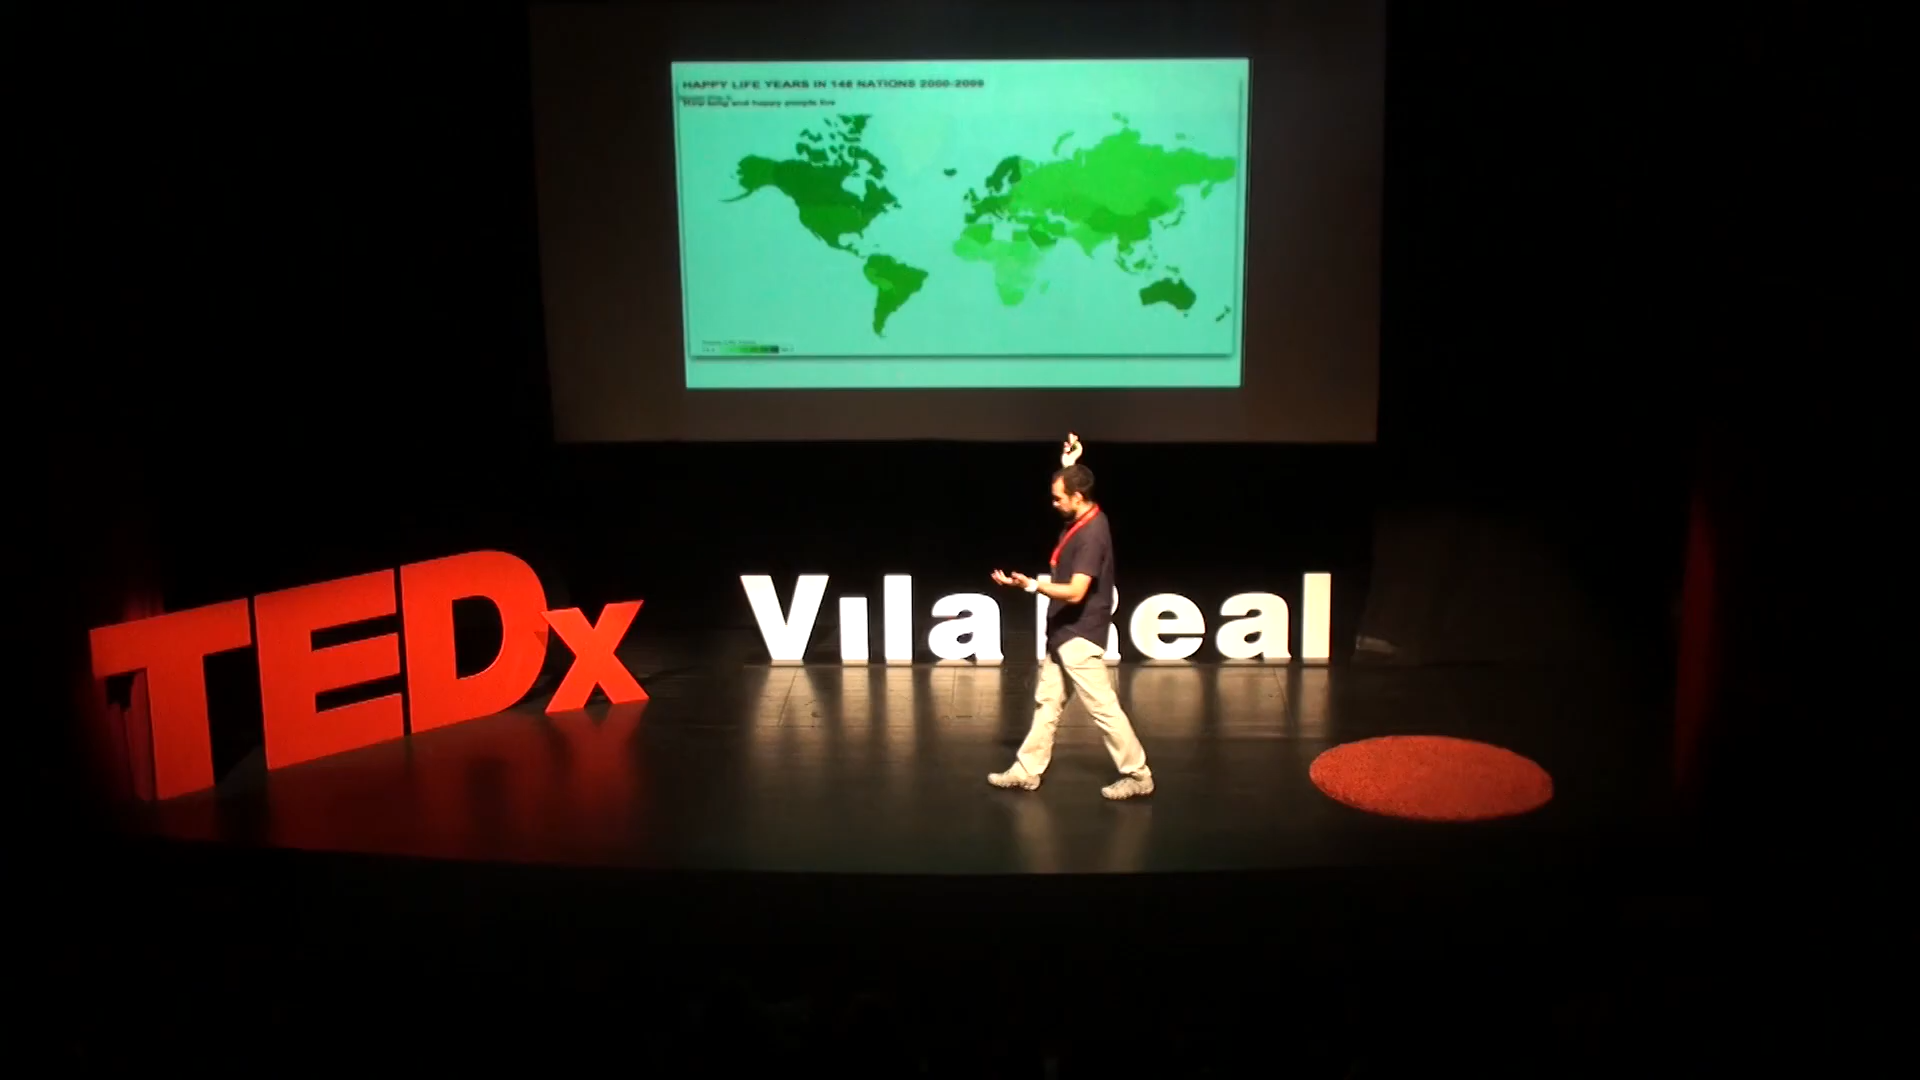 HAPPY LIFE YEARS IN 148 NATIONS 2000-2009
How long and happy people live
TEDx
Vila Real